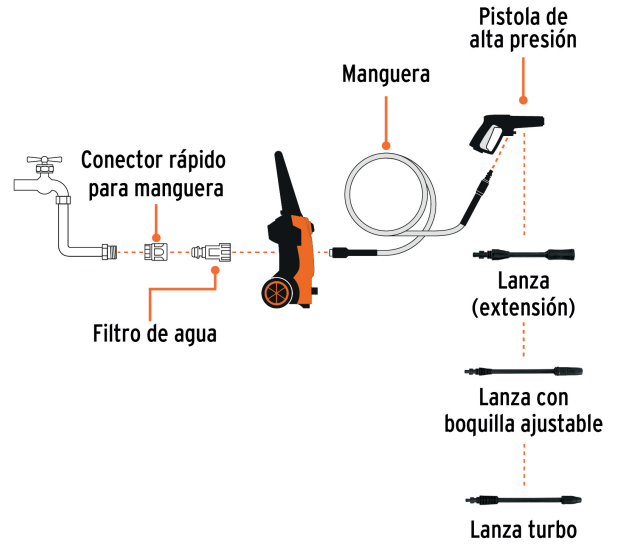 Pistola de
alta presión
Manguera
Conector rápido
para manguera
Filtro de agua
Lanza
(extensión)
Lanza con
boquilla ajustable
Lanza turbo